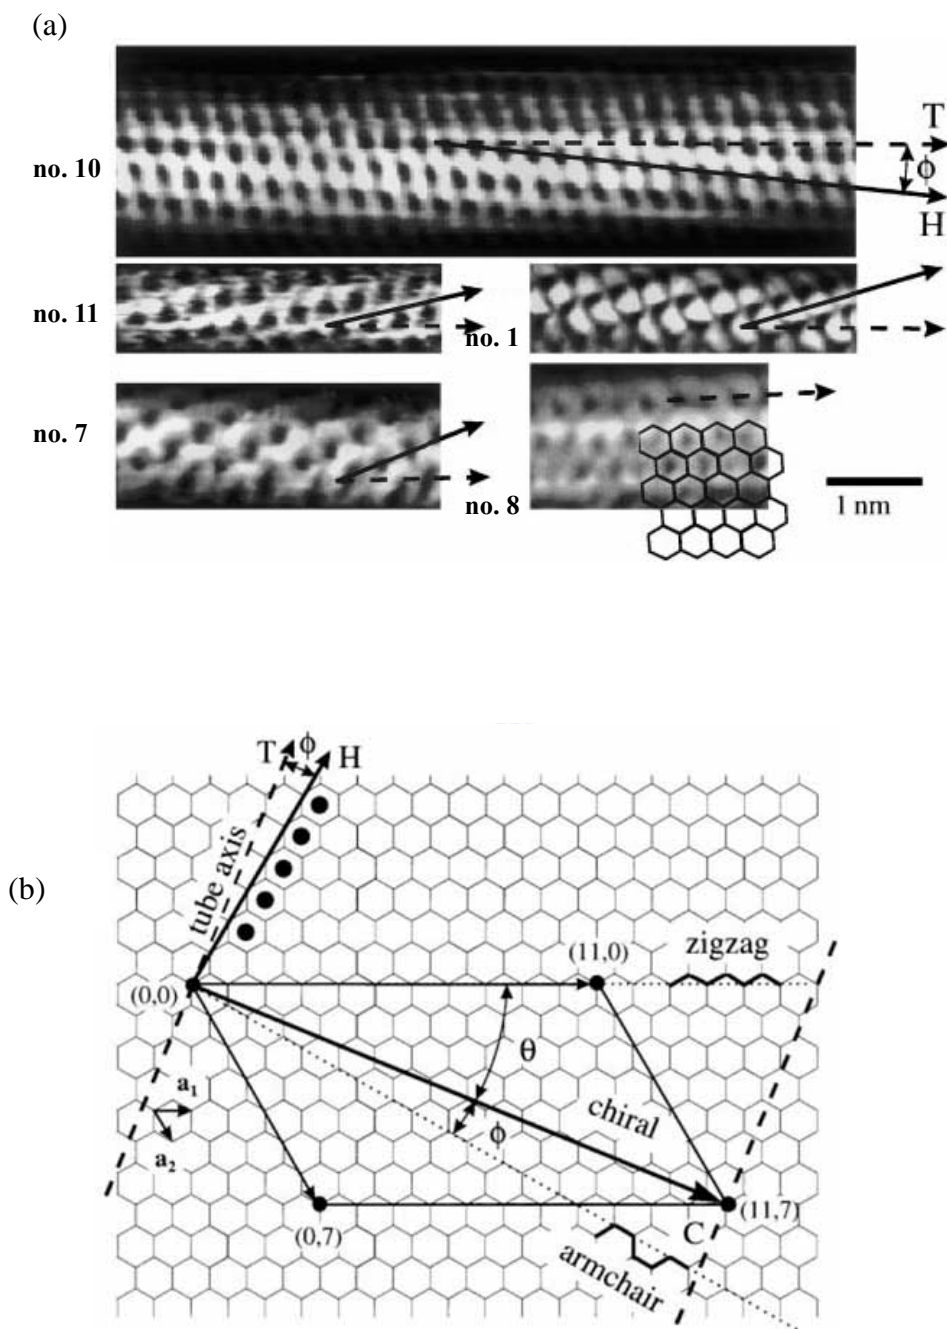 (a)
T
no. 10
ϕ
H
no. 11
no. 1
no. 7
no. 8
1 nm
(b)
T ϕ H
tube axis
(0,0)
(11,0)
zigzag
θ
a1
chiral
ϕ
a2
(0,7)
C
(11,7)
armchair